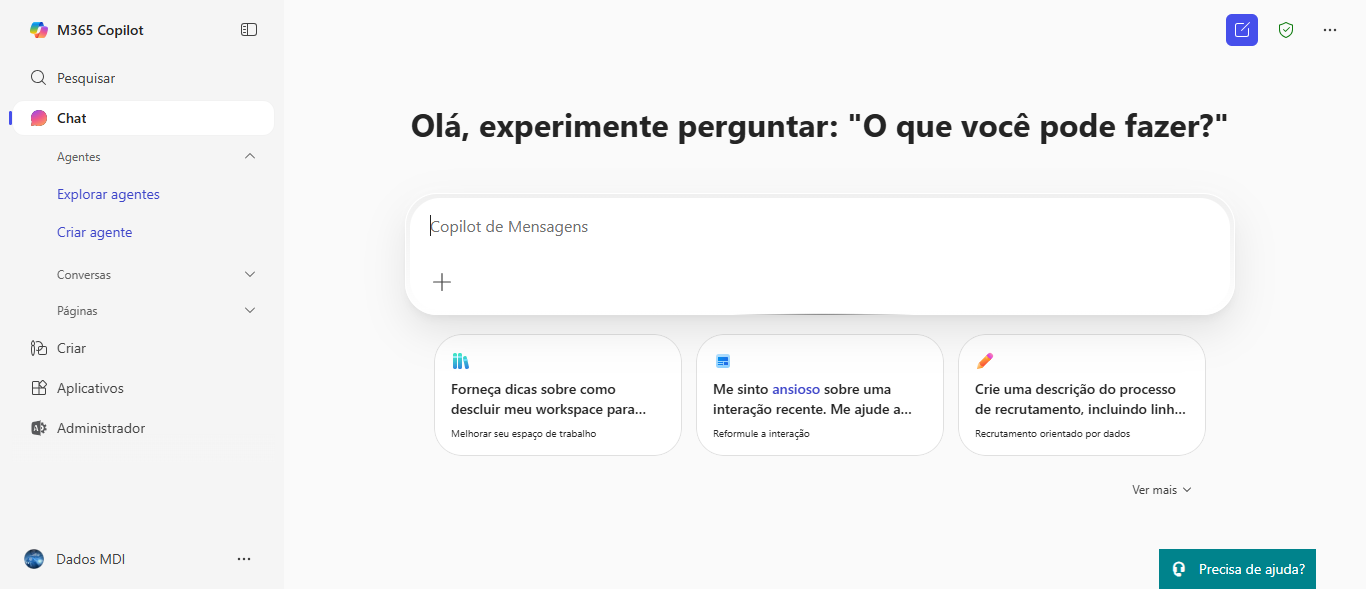 M365 Copilot
Pesquisar
Chat
Agentes
Explorar agentes
Criar agente
Conversas
Páginas
Criar
Aplicativos
Administrador
Dados MDI
Olá, experimente perguntar: "O que você pode fazer?"
Copilot de Mensagens
Forneça dicas sobre como
descluir meu workspace para...
Melhorar seu espaço de trabalho
Me sinto ansioso sobre uma
interação recente. Me ajude a...
Reformule a interação
Crie uma descrição do processo
de recrutamento, incluindo linh...
Recrutamento orientado por dados
Ver mais
Precisa de ajuda?